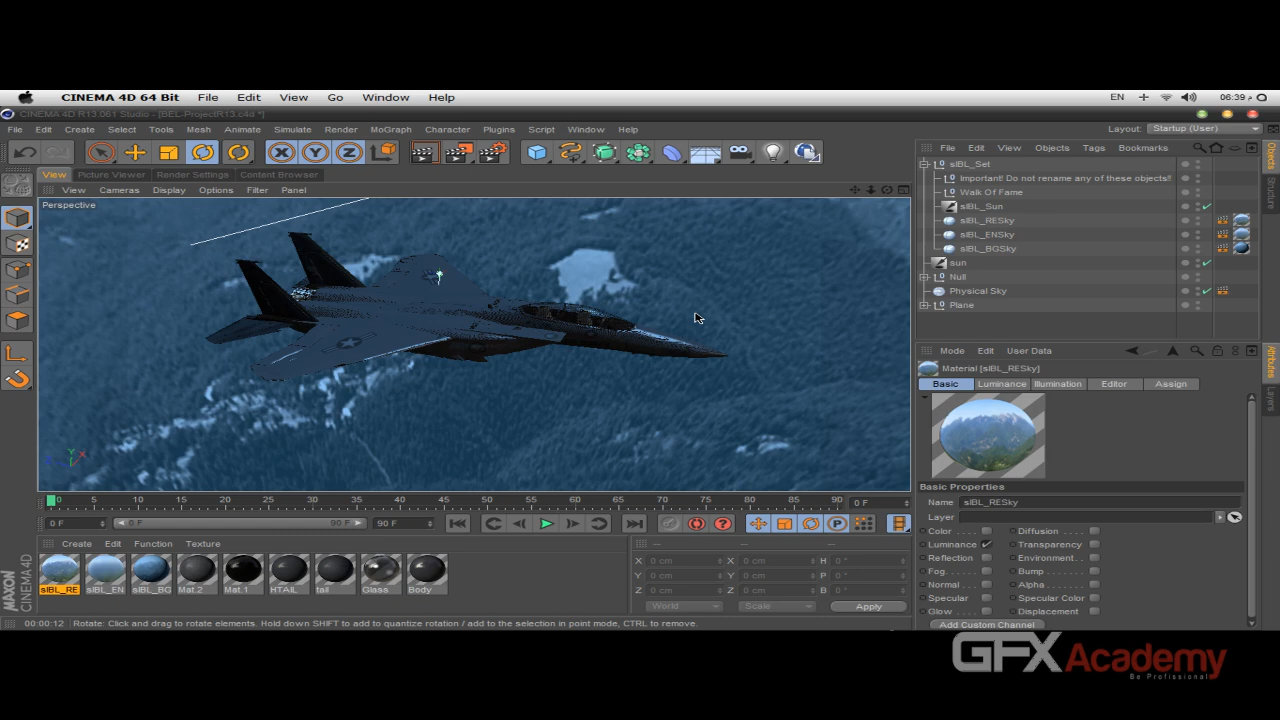 CINEMA 4D 64 Bit File Edit View Go Window Help EN 06:39
CINEMA 4D R13.061 Studio - [BEL-ProjectR13.c4d *]
File Edit Create Select Tools Mesh Animate Simulate Render MoGraph Character Plugins Script Window Help Layout: Startup (User)
X Y Z
File Edit View Objects Tags Bookmarks
View Picture Viewer Render Settings Content Browser
View Cameras Display Options Filter Panel
Perspective
sIBL_Set
Important! Do not rename any of these objects!!
Walk Of Fame
sIBL_Sun
sIBL_RESky
sIBL_ENSky
sIBL_BGSky
sun
Null
Physical Sky
Plane
Objects
Structure
Mode Edit User Data
Material [sIBL_RESky]
Basic Luminance Illumination Editor Assign
Attributes
Layers
Basic Properties
Name sIBL_RESky
Layer
Color Diffusion
Luminance Transparency
Reflection Environment
Fog Bump
Normal Alpha
Specular Specular Color
Glow Displacement
Add Custom Channel
Y X
0 5 10 15 20 25 30 35 40 45 50 55 60 65 70 75 80 85 90 0 F
0 F 0 F 90 F 90 F P
Create Edit Function Texture
sIBL_RE sIBL_EN sIBL_BG Mat.2 Mat.1 HTAIL tail Glass Body
-- -- --
X 0 cm X 0 cm H 0 °
Y 0 cm Y 0 cm P 0 °
Z 0 cm Z 0 cm B 0 °
World Scale Apply
MAXON
CINEMA 4D
00:00:12 Rotate: Click and drag to rotate elements. Hold down SHIFT to add to quantize rotation / add to the selection in point mode, CTRL to remove.
GFXAcademy
Be Profissional